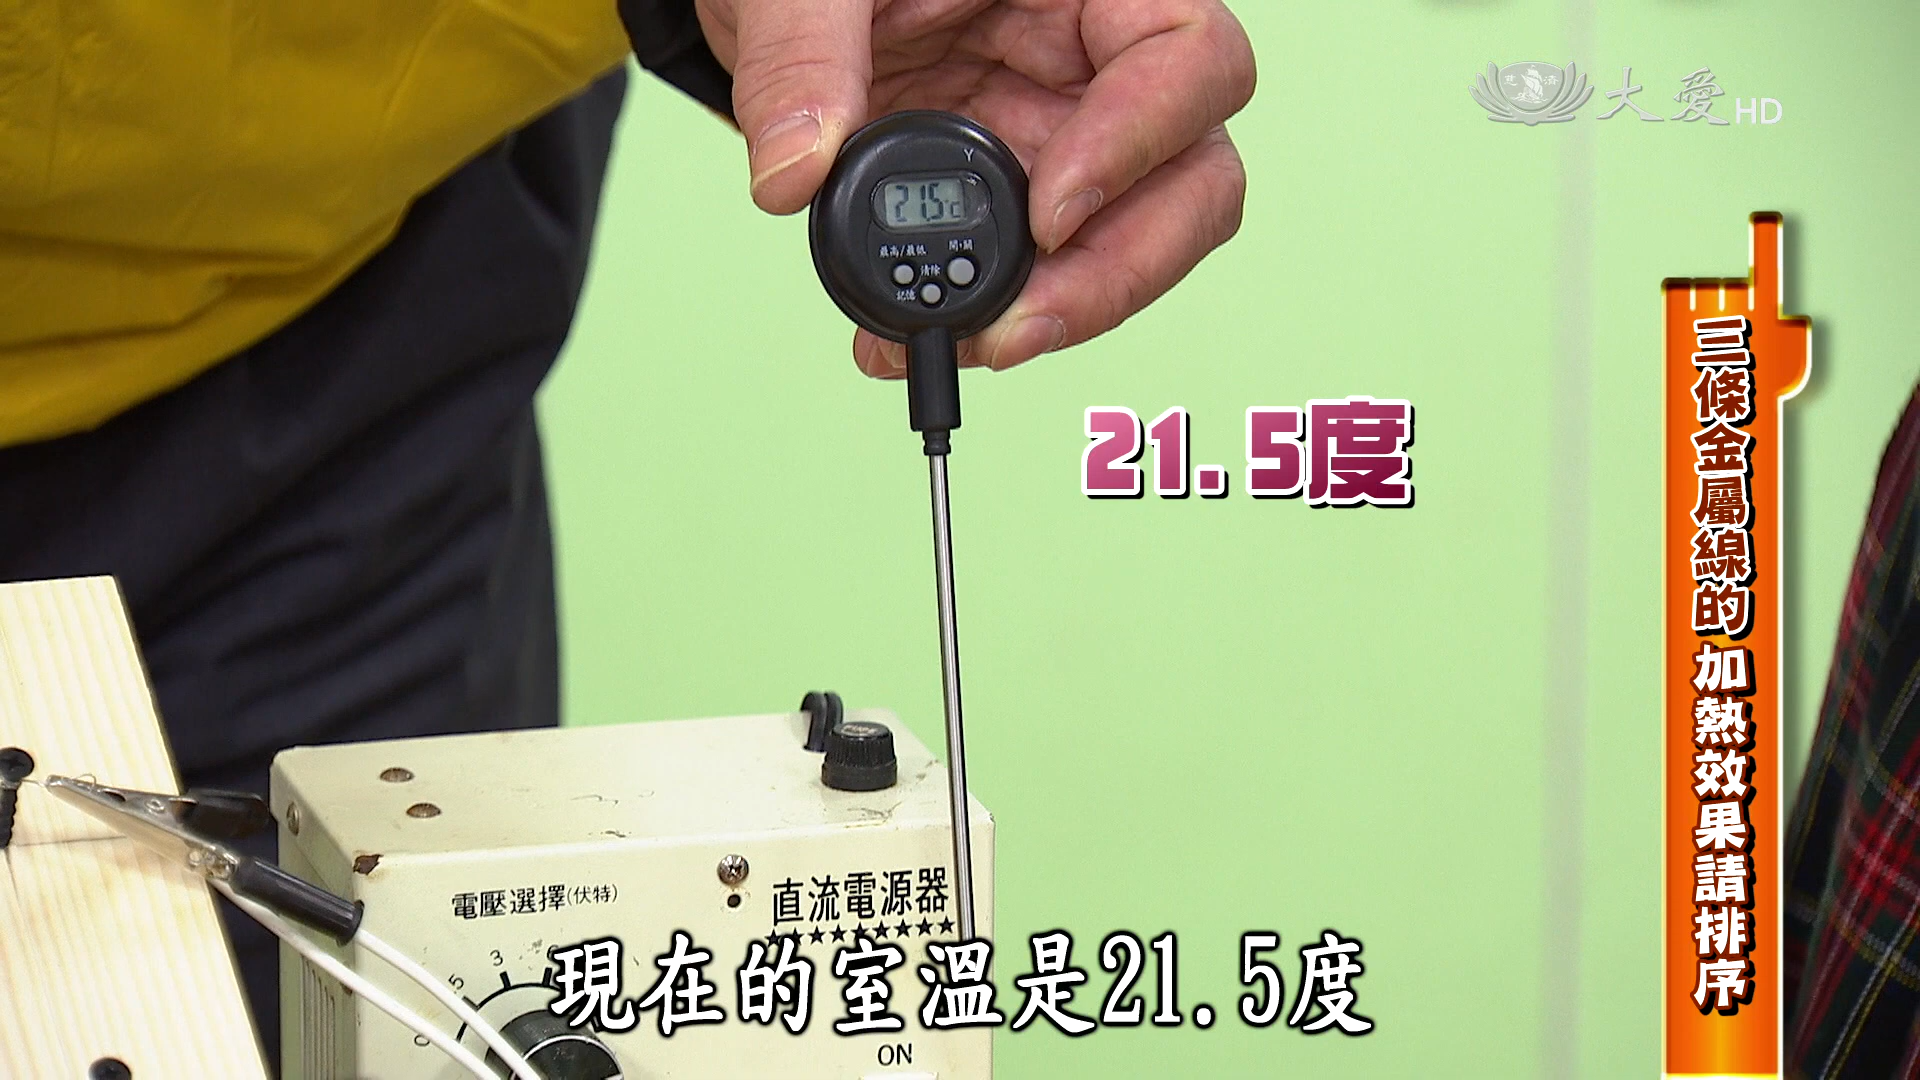 大愛HD
Y
21.5°C
最高/最低 開·關
清除
記憶
21.5度
三條金屬線的 加熱效果請排序
電壓選擇(伏特)
直流電源器
★★★★★★★★★
3
0
ON
現在的室溫是21.5度